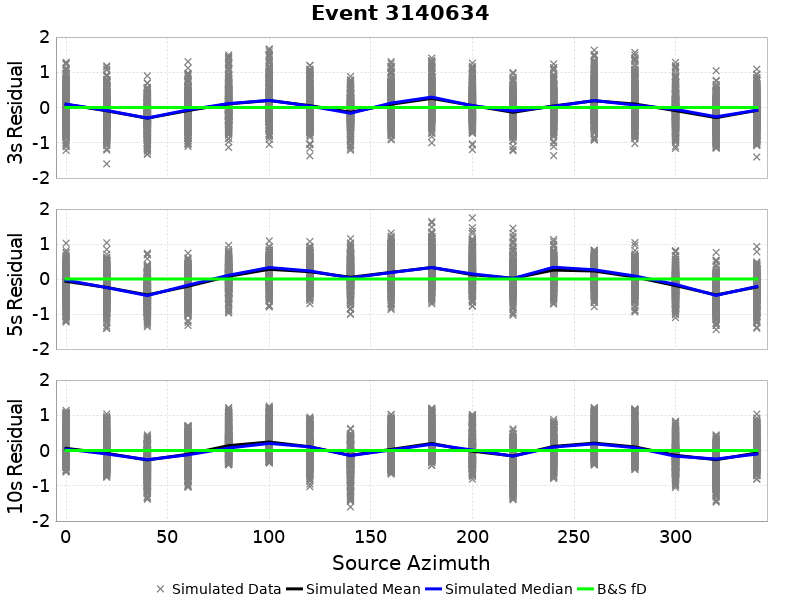 Event 3140634
3s Residual
2
1
0
-1
-2
5s Residual
2
1
0
-1
-2
10s Residual
2
1
0
-1
-2
0 50 100 150 200 250 300
Source Azimuth
Simulated Data Simulated Mean Simulated Median B&S fD